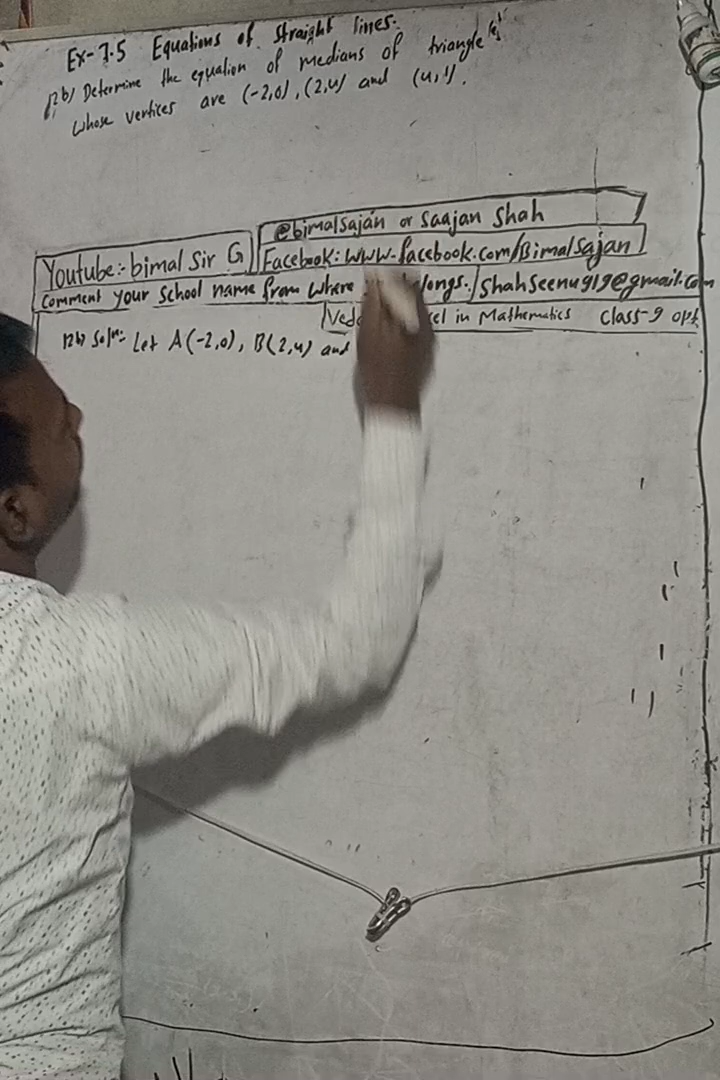 Ex-7.5 Equations of straight lines.
12b) Determine the equation of medians of triangle
whose vertices are (-2,0), (2,4) and (4,1).
@bimalsajan or Saajan Shah
Youtube:- bimal Sir G
Facebook: www.facebook.com/Bimalsajan
Comment your School name from where belongs. / Shahseenu919@gmail.com
in Mathematics class-9 opt
12b) Soln: Let A(-2,0), B(2,4) and